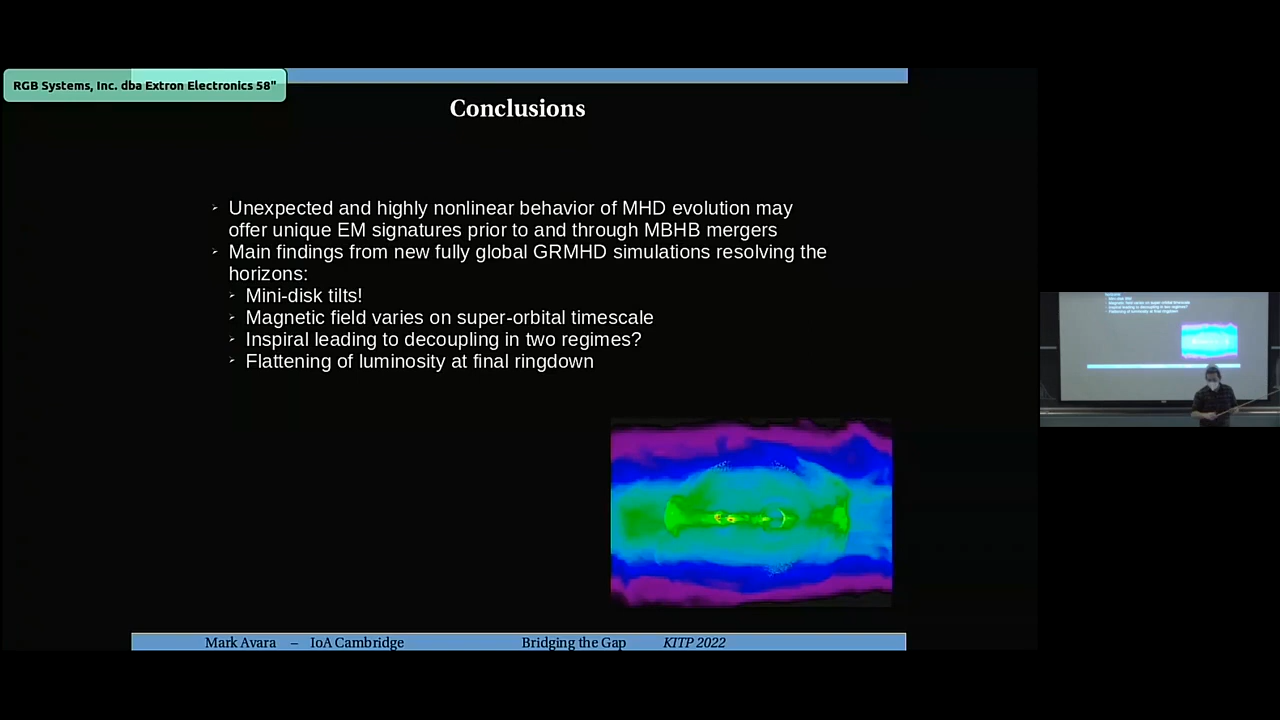 RGB Systems, Inc. dba Extron Electronics 58"
Conclusions
Unexpected and highly nonlinear behavior of MHD evolution may
offer unique EM signatures prior to and through MBHB mergers
Main findings from new fully global GRMHD simulations resolving the
horizons:
Mini-disk tilts!
Magnetic field varies on super-orbital timescale
Inspiral leading to decoupling in two regimes?
Flattening of luminosity at final ringdown
Mark Avara – IoA Cambridge Bridging the Gap KITP 2022